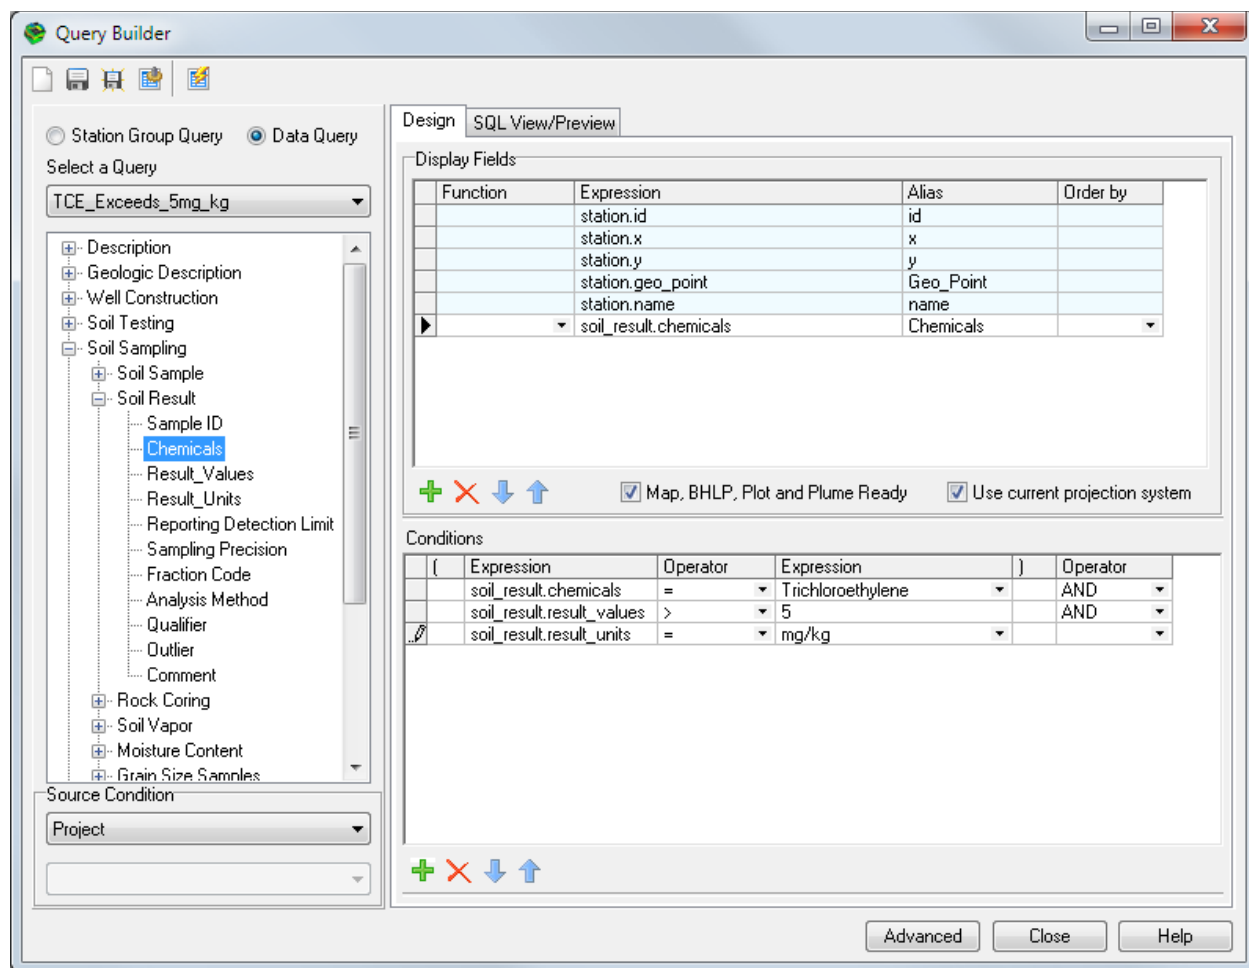 Query Builder
Station Group Query Data Query
Select a Query
TCE_Exceeds_5mg_kg
Description
Geologic Description
Well Construction
Soil Testing
Soil Sampling
Soil Sample
Soil Result
Sample ID
Chemicals
Result_Values
Result_Units
Reporting Detection Limit
Sampling Precision
Fraction Code
Analysis Method
Qualifier
Outlier
Comment
Rock Coring
Soil Vapor
Moisture Content
Grain Size Samples
Source Condition
Project
Design SQL View/Preview
Display Fields
Function Expression Alias Order by
station.id id
station.x x
station.y y
station.geo_point Geo_Point
station.name name
soil_result.chemicals Chemicals
Map, BHLP, Plot and Plume Ready Use current projection system
Conditions
( Expression Operator Expression ) Operator
soil_result.chemicals = Trichloroethylene AND
soil_result.result_values > 5 AND
soil_result.result_units = mg/kg
Advanced Close Help